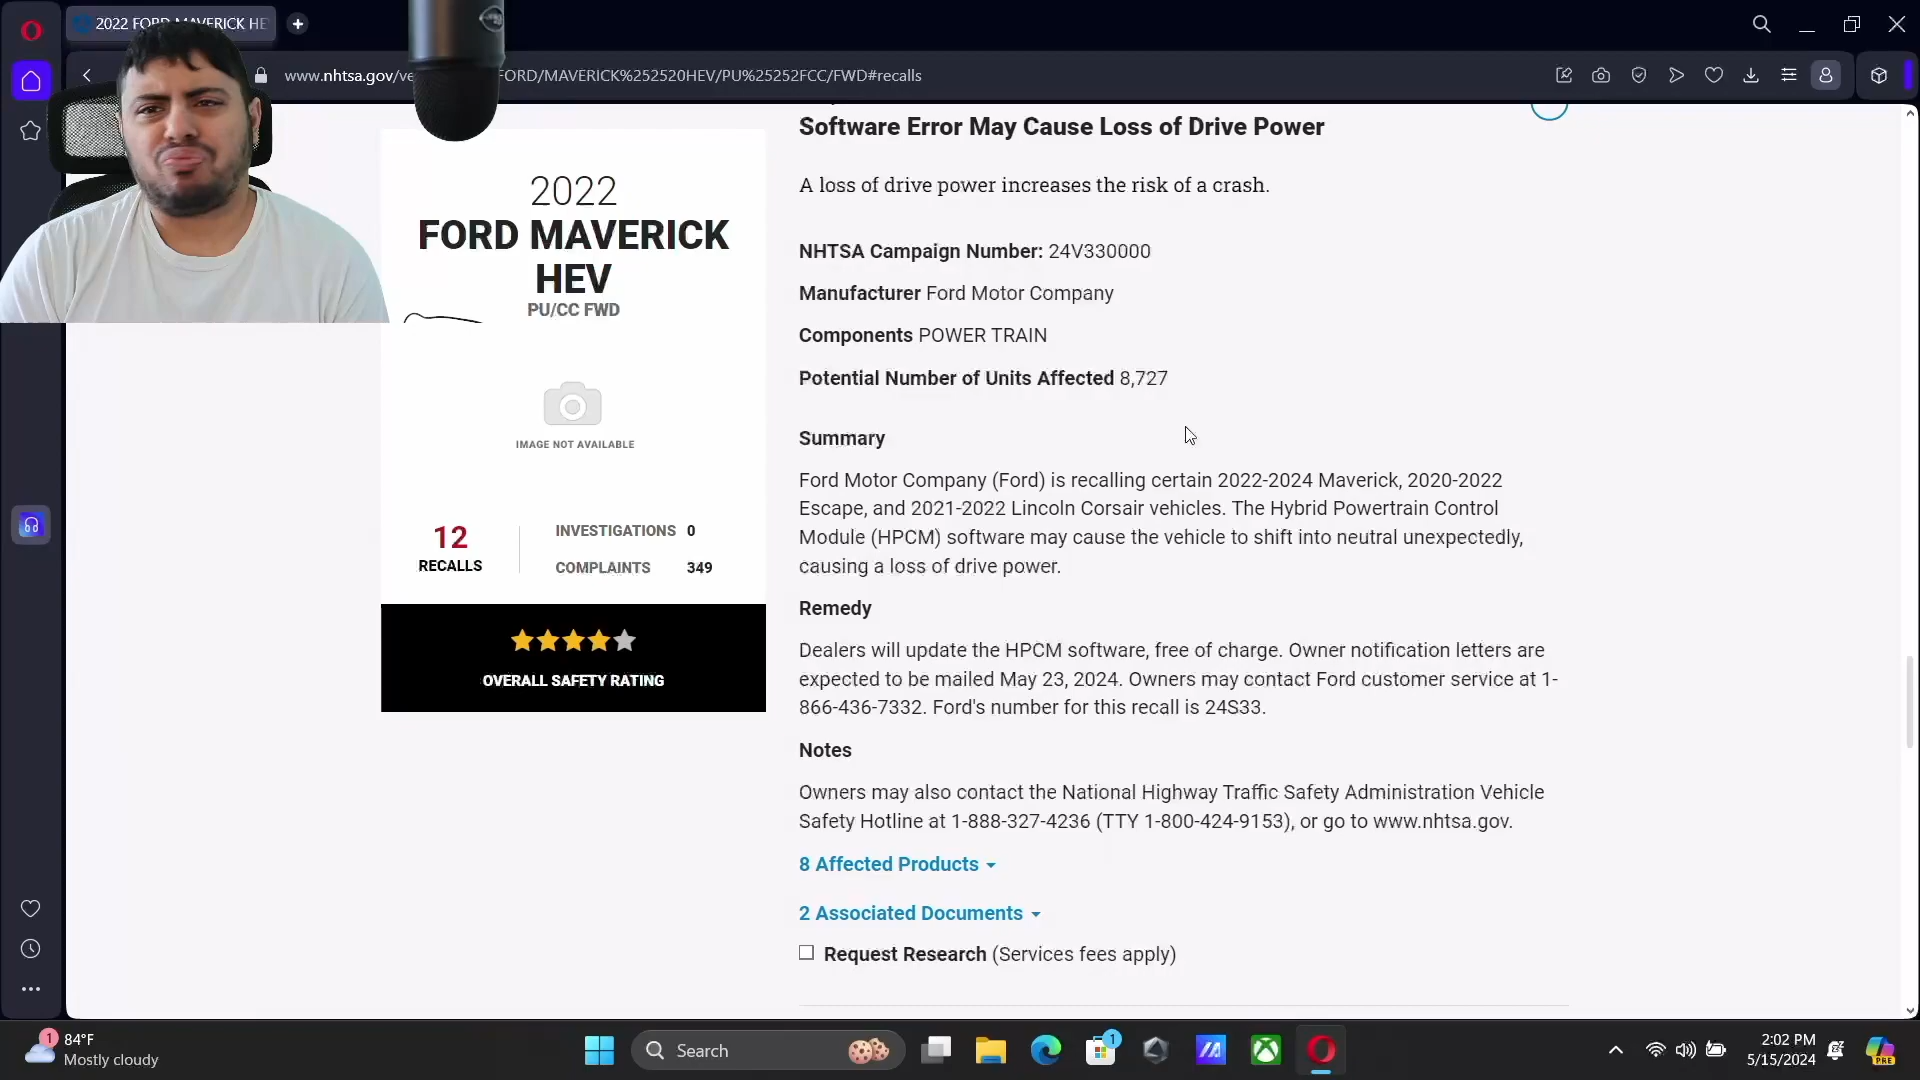 2022 FORD MAVERICK HE
www.nhtsa.gov/ve
FORD/MAVERICK%252520HEV/PU%25252FCC/FWD#recalls
2022
FORD MAVERICK
HEV
PU/CC FWD
IMAGE NOT AVAILABLE
12
RECALLS
INVESTIGATIONS 0
COMPLAINTS 349
OVERALL SAFETY RATING
Software Error May Cause Loss of Drive Power
A loss of drive power increases the risk of a crash.
NHTSA Campaign Number: 24V330000
Manufacturer Ford Motor Company
Components POWER TRAIN
Potential Number of Units Affected 8,727
Summary
Ford Motor Company (Ford) is recalling certain 2022-2024 Maverick, 2020-2022
Escape, and 2021-2022 Lincoln Corsair vehicles. The Hybrid Powertrain Control
Module (HPCM) software may cause the vehicle to shift into neutral unexpectedly,
causing a loss of drive power.
Remedy
Dealers will update the HPCM software, free of charge. Owner notification letters are
expected to be mailed May 23, 2024. Owners may contact Ford customer service at 1-
866-436-7332. Ford's number for this recall is 24S33.
Notes
Owners may also contact the National Highway Traffic Safety Administration Vehicle
Safety Hotline at 1-888-327-4236 (TTY 1-800-424-9153), or go to www.nhtsa.gov.
8 Affected Products
2 Associated Documents
Request Research (Services fees apply)
1
84°F
Mostly cloudy
Search
1
2:02 PM
5/15/2024
PRE